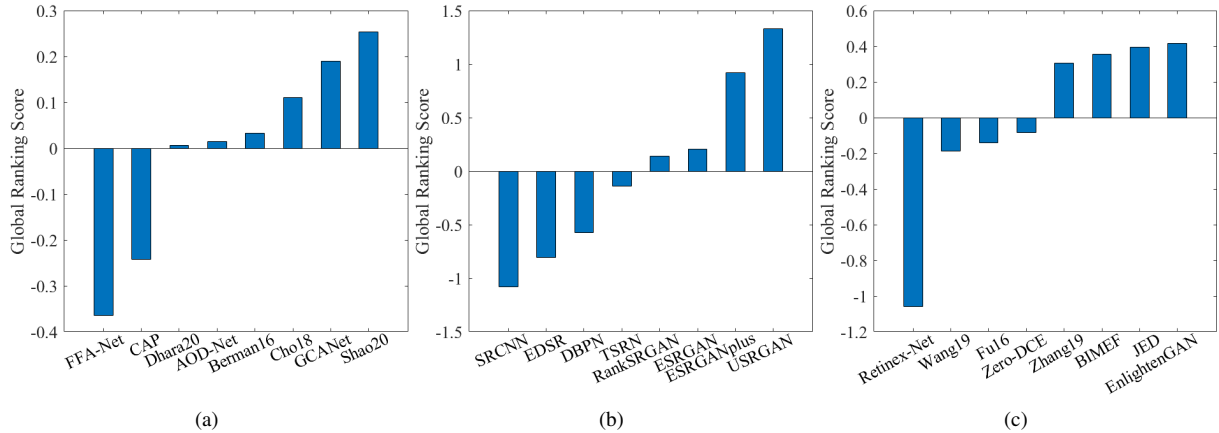 Global Ranking Score
0.3
0.2
0.1
0
-0.1
-0.2
-0.3
-0.4
FFA-Net
CAP
Dhara20
AOD-Net
Berman16
Cho18
GCANet
Shao20
(a)
Global Ranking Score
1.5
1
0.5
0
-0.5
-1
-1.5
SRCNN
EDSR
DBPN
TSRN
RankSRGAN
ESRGAN
ESRGANplus
USRGAN
(b)
Global Ranking Score
0.6
0.4
0.2
0
-0.2
-0.4
-0.6
-0.8
-1
-1.2
Retinex-Net
Wang19
Fu16
Zero-DCE
Zhang19
BIMEF
JED
EnlightenGAN
(c)